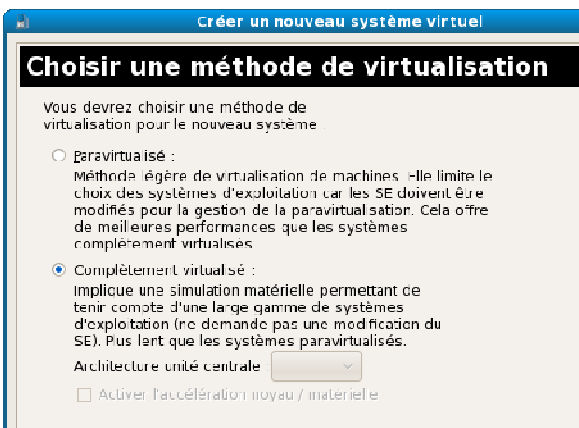 Créer un nouveau système virtuel
Choisir une méthode de virtualisation
Vous devrez choisir une méthode de
virtualisation pour le nouveau système :
Paravirtualisé :
Méthode légère de virtualisation de machines. Elle limite le
choix des systèmes d'exploitation car les SE doivent être
modifiés pour la gestion de la paravirtualisation. Cela offre
de meilleures performances que les systèmes
complètement virtualisés
Complètement virtualisé :
Implique une simulation matérielle permettant de
tenir compte d'une large gamme de systèmes
d'exploitation (ne demande pas une modification du
SE). Plus lent que les systèmes paravirtualisés.
Architecture unité centrale :
Activer l'accélération noyau / matérielle